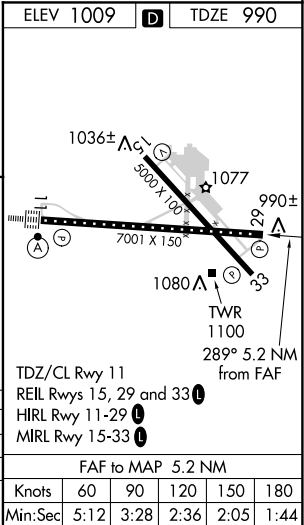 ELEV 1009 D TDZE 990
1036±
15
5000 X 100
1077
V
990±
11
29
7001 X 150
A
P
P
1080
P
33
TWR
1100
289° 5.2 NM
from FAF
TDZ/CL Rwy 11
REIL Rwys 15, 29 and 33 L
HIRL Rwy 11-29 L
MIRL Rwy 15-33 L
FAF to MAP 5.2 NM
Knots 60 90 120 150 180
Min:Sec 5:12 3:28 2:36 2:05 1:44